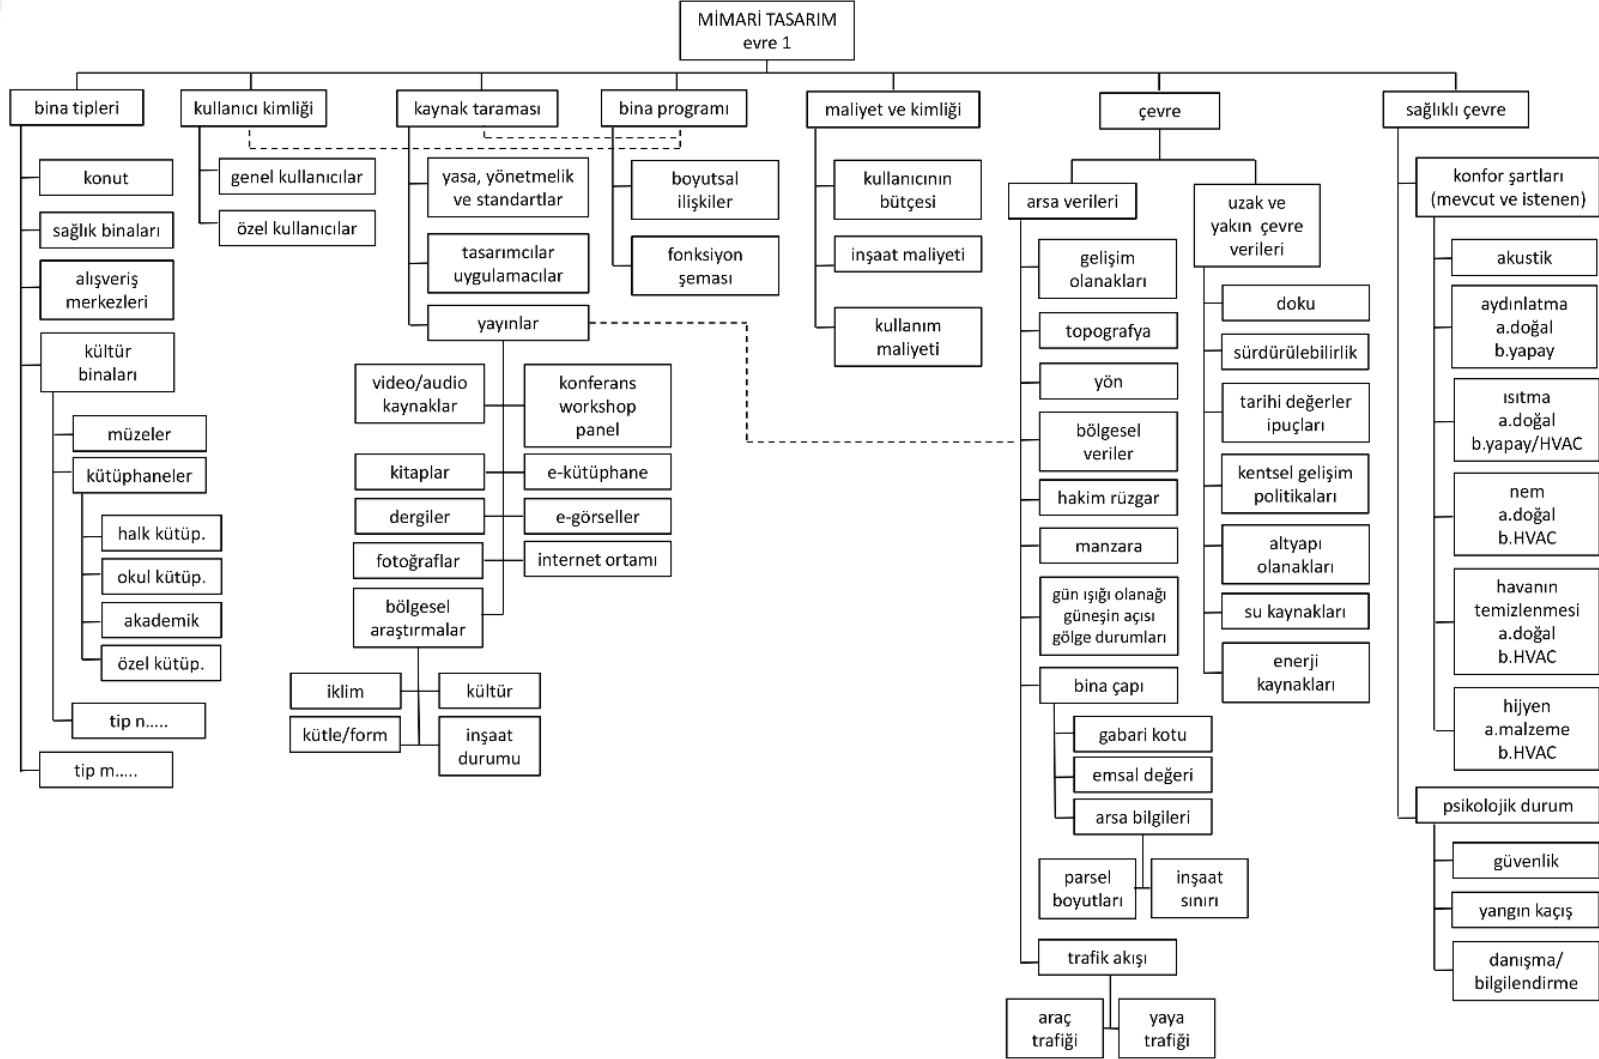 MİMARİ TASARIM
evre 1
bina tipleri
konut
sağlık binaları
alışveriş
merkezleri
kültür
binaları
müzeler
kütüphaneler
halk kütüp.
okul kütüp.
akademik
özel kütüp.
tip n.....
tip m.....
kullanıcı kimliği
genel kullanıcılar
özel kullanıcılar
kaynak taraması
yasa, yönetmelik
ve standartlar
tasarımcılar
uygulamacılar
yayınlar
video/audio
kaynaklar
konferans
workshop
panel
kitaplar
e-kütüphane
dergiler
e-görseller
fotoğraflar
internet ortamı
bölgesel
araştırmalar
iklim
kültür
kütle/form
inşaat
durumu
bina programı
boyutsal
ilişkiler
fonksiyon
şeması
maliyet ve kimliği
kullanıcının
bütçesi
inşaat maliyeti
kullanım
maliyeti
çevre
arsa verileri
gelişim
olanakları
topografya
yön
bölgesel
veriler
hakim rüzgar
manzara
gün ışığı olanağı
güneşin açısı
gölge durumları
bina çapı
gabari kotu
emsal değeri
arsa bilgileri
parsel
boyutları
inşaat
sınırı
trafik akışı
araç
trafiği
yaya
trafiği
uzak ve
yakın çevre
verileri
doku
sürdürülebilirlik
tarihi değerler
ipuçları
kentsel gelişim
politikaları
altyapı
olanakları
su kaynakları
enerji
kaynakları
sağlıklı çevre
konfor şartları
(mevcut ve istenen)
akustik
aydınlatma
a.doğal
b.yapay
ısıtma
a.doğal
b.yapay/HVAC
nem
a.doğal
b.HVAC
havanın
temizlenmesi
a.doğal
b.HVAC
hijyen
a.malzeme
b.HVAC
psikolojik durum
güvenlik
yangın kaçış
danışma/
bilgilendirme